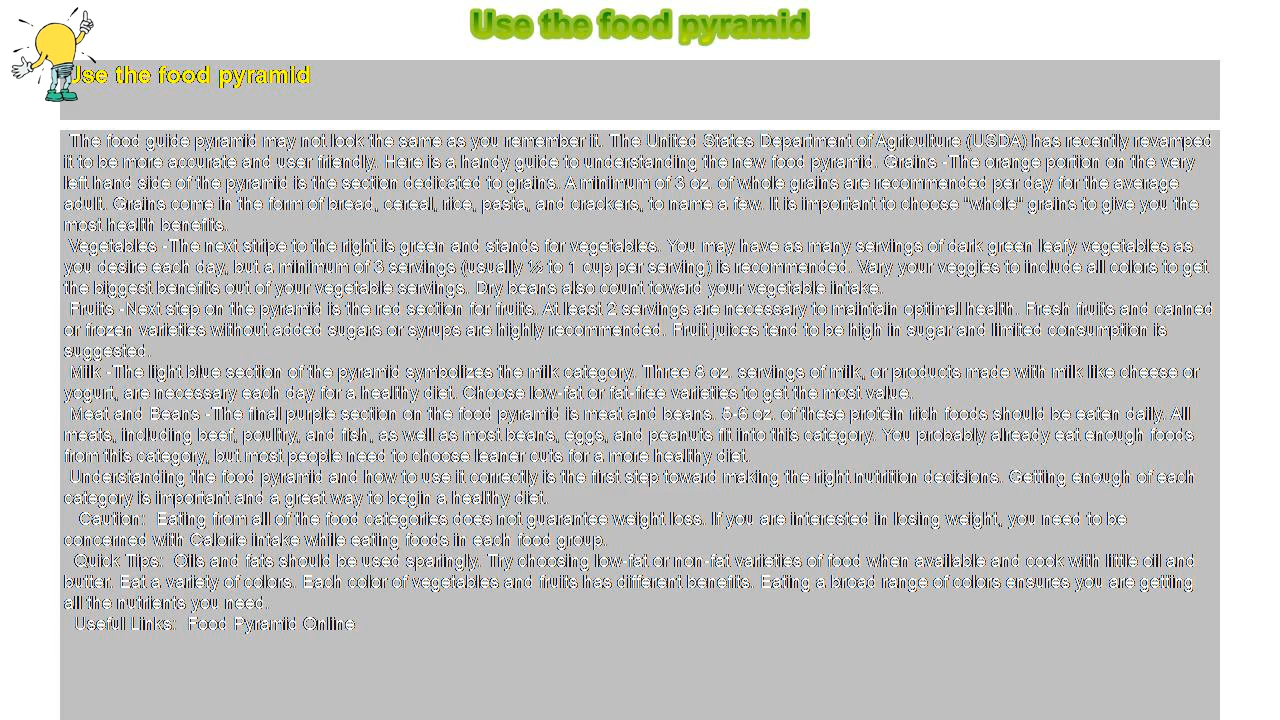 Use the food pyramid
Use the food pyramid
The food guide pyramid may not look the same as you remember it. The United States Department of Agriculture (USDA) has recently revamped
it to be more accurate and user friendly. Here is a handy guide to understanding the new food pyramid. Grains -The orange portion on the very
left hand side of the pyramid is the section dedicated to grains. A minimum of 3 oz. of whole grains are recommended per day for the average
adult. Grains come in the form of bread, cereal, rice, pasta, and crackers, to name a few. It is important to choose "whole" grains to give you the
most health benefits.
Vegetables -The next stripe to the right is green and stands for vegetables. You may have as many servings of dark green leafy vegetables as
you desire each day, but a minimum of 3 servings (usually ½ to 1 cup per serving) is recommended. Vary your veggies to include all colors to get
the biggest benefits out of your vegetable servings. Dry beans also count toward your vegetable intake.
Fruits -Next step on the pyramid is the red section for fruits. At least 2 servings are necessary to maintain optimal health. Fresh fruits and canned
or frozen varieties without added sugars or syrups are highly recommended. Fruit juices tend to be high in sugar and limited consumption is
suggested.
Milk -The light blue section of the pyramid symbolizes the milk category. Three 8 oz. servings of milk, or products made with milk like cheese or
yogurt, are necessary each day for a healthy diet. Choose low-fat or fat-free varieties to get the most value.
Meat and Beans -The final purple section on the food pyramid is meat and beans. 5-6 oz. of these protein rich foods should be eaten daily. All
meats, including beef, poultry, and fish, as well as most beans, eggs, and peanuts fit into this category. You probably already eat enough foods
from this category, but most people need to choose leaner cuts for a more healthy diet.
Understanding the food pyramid and how to use it correctly is the first step toward making the right nutrition decisions. Getting enough of each
category is important and a great way to begin a healthy diet.
Caution: Eating from all of the food categories does not guarantee weight loss. If you are interested in losing weight, you need to be
concerned with Calorie intake while eating foods in each food group.
Quick Tips: Oils and fats should be used sparingly. Try choosing low-fat or non-fat varieties of food when available and cook with little oil and
butter. Eat a variety of colors. Each color of vegetables and fruits has different benefits. Eating a broad range of colors ensures you are getting
all the nutrients you need.
Useful Links: Food Pyramid Online